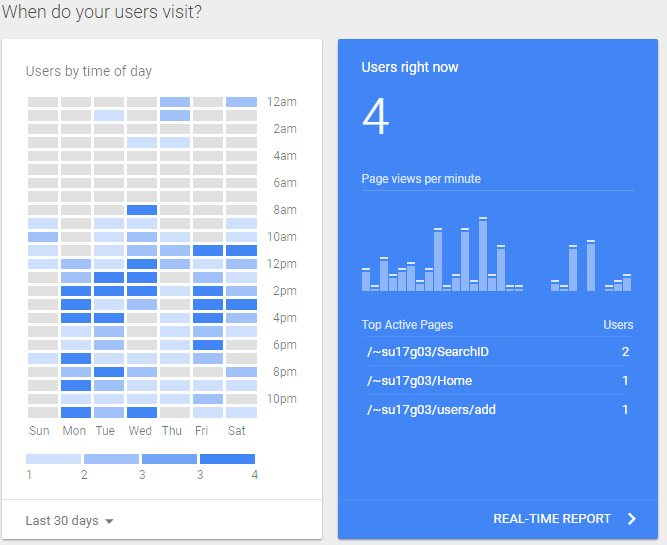 When do your users visit?
Users by time of day
12am
2am
4am
6am
8am
10am
12pm
2pm
4pm
6pm
8pm
10pm
Sun Mon Tue Wed Thu Fri Sat
1 2 3 3 4
Last 30 days
Users right now
4
Page views per minute
Top Active Pages Users
/~su17g03/SearchID 2
/~su17g03/Home 1
/~su17g03/users/add 1
REAL-TIME REPORT